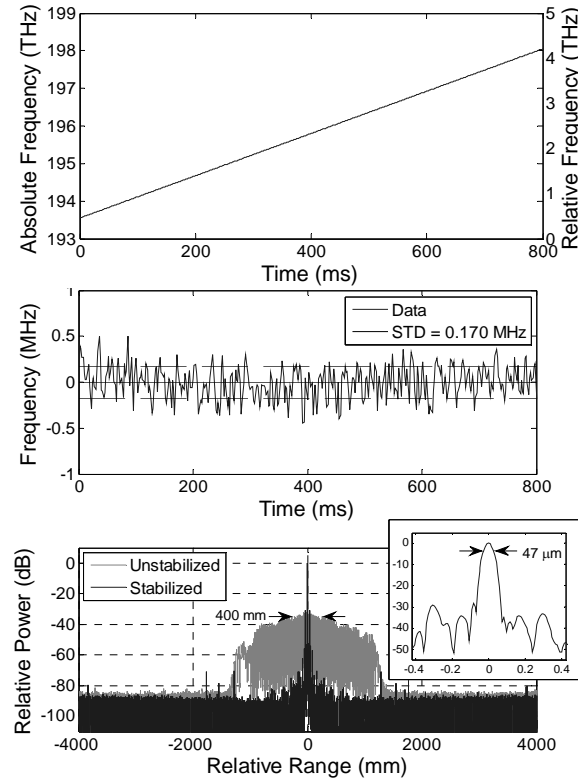 Absolute Frequency (THz)
199
198
197
196
195
194
193
5
4
3
2
1
0
Relative Frequency (THz)
0 200 400 600 800
Time (ms)
Frequency (MHz)
1
0.5
0
-0.5
-1
Data
STD = 0.170 MHz
0 200 400 600 800
Time (ms)
Relative Power (dB)
0
-20
-40
-60
-80
-100
Unstabilized
Stabilized
400 mm
0
-10
-20
-30
-40
-50
47 µm
-0.4 -0.2 0 0.2 0.4
-4000 -2000 0 2000 4000
Relative Range (mm)